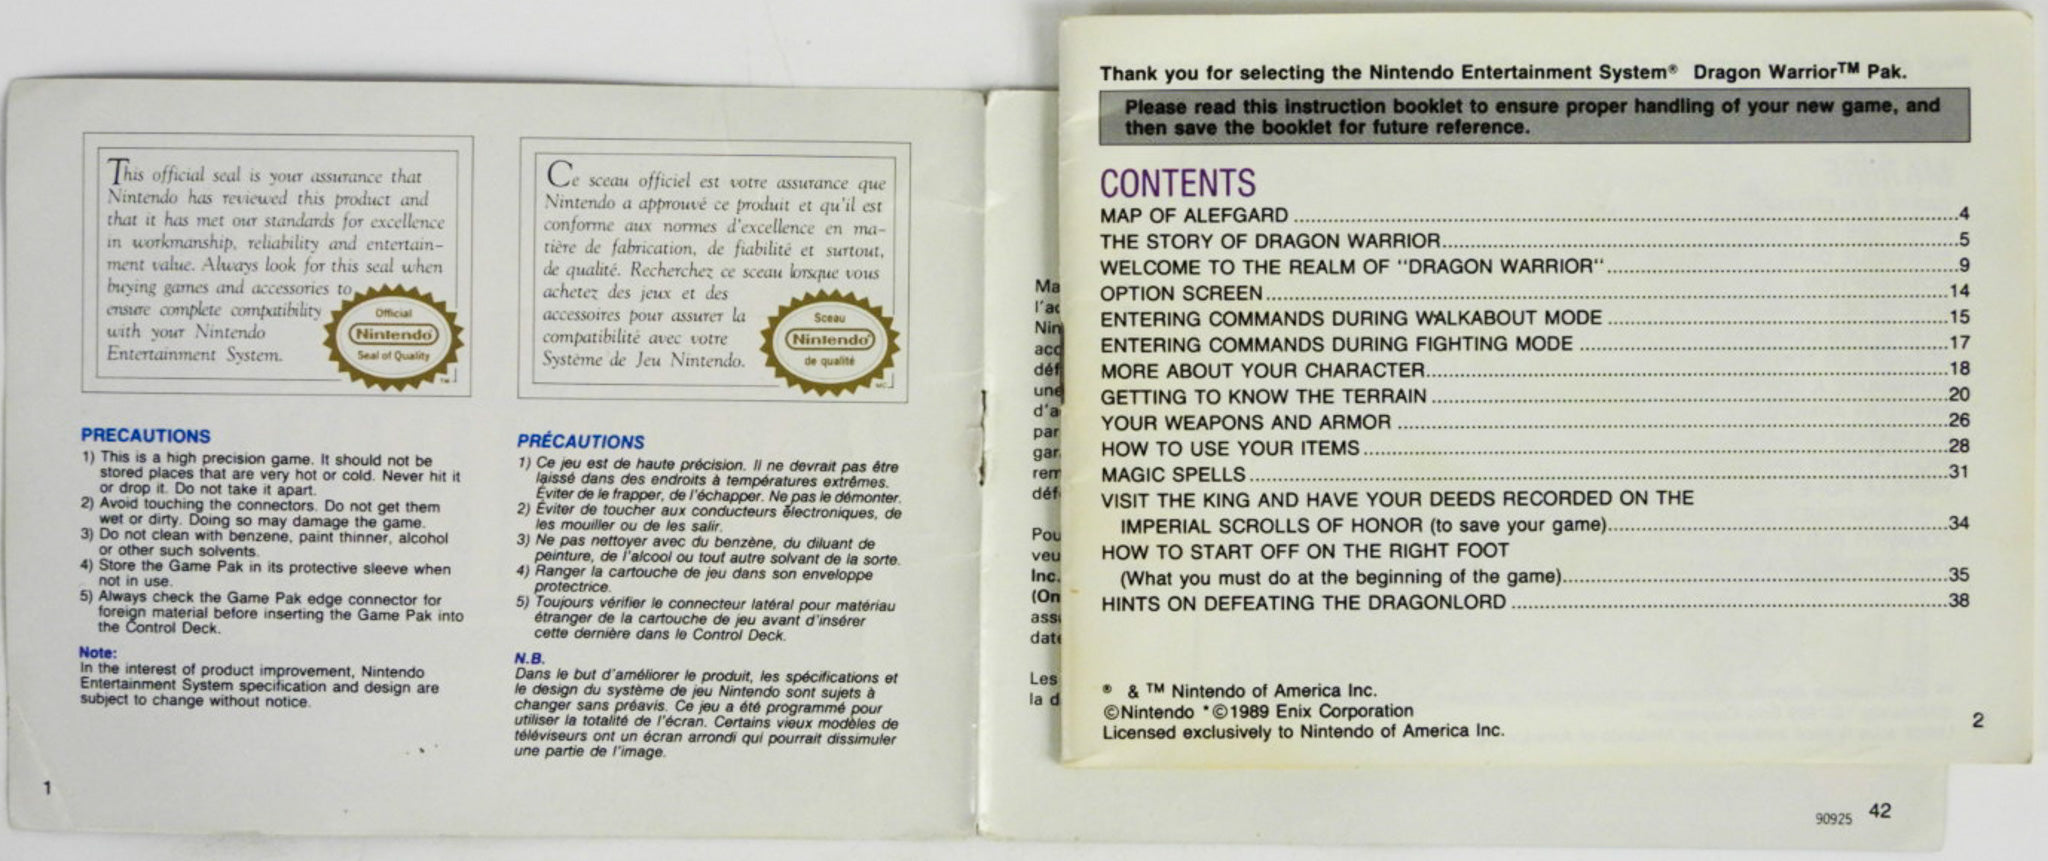 This official seal is your assurance that
Nintendo has reviewed this product and
that it has met our standards for excellence
in workmanship, reliability and entertain-
ment value. Always look for this seal when
buying games and accessories to
ensure complete compatibility
with your Nintendo
Entertainment System.
Official
Nintendo®
Seal of Quality
TM
PRECAUTIONS
1) This is a high precision game. It should not be
stored places that are very hot or cold. Never hit it
or drop it. Do not take it apart.
2) Avoid touching the connectors. Do not get them
wet or dirty. Doing so may damage the game.
3) Do not clean with benzene, paint thinner, alcohol
or other such solvents.
4) Store the Game Pak in its protective sleeve when
not in use.
5) Always check the Game Pak edge connector for
foreign material before inserting the Game Pak into
the Control Deck.
Note:
In the interest of product improvement, Nintendo
Entertainment System specification and design are
subject to change without notice.
1
Ce sceau officiel est votre assurance que
Nintendo a approuvé ce produit et qu'il est
conforme aux normes d'excellence en ma-
tière de fabrication, de fiabilité et surtout,
de qualité. Recherchez ce sceau lorsque vous
achetez des jeux et des
accessoires pour assurer la
compatibilité avec votre
Système de Jeu Nintendo.
Sceau
Nintendo®
de qualité
MC
PRÉCAUTIONS
1) Ce jeu est de haute précision. Il ne devrait pas être
laissé dans des endroits à températures extrêmes.
Éviter de le frapper, de l'échapper. Ne pas le démonter.
2) Éviter de toucher aux conducteurs électroniques, de
les mouiller ou de les salir.
3) Ne pas nettoyer avec du benzène, du diluant de
peinture, de l'alcool ou tout autre solvant de la sorte.
4) Ranger la cartouche de jeu dans son enveloppe
protectrice.
5) Toujours vérifier le connecteur latéral pour matériau
étranger de la cartouche de jeu avant d'insérer
cette dernière dans le Control Deck.
N.B.
Dans le but d'améliorer le produit, les spécifications et
le design du système de jeu Nintendo sont sujets à
changer sans préavis. Ce jeu a été programmé pour
utiliser la totalité de l'écran. Certains vieux modèles de
téléviseurs ont un écran arrondi qui pourrait dissimuler
une partie de l'image.
Ma
l'ac
Nin
acc
déf
une
d'a
par
gar
rem
déf
Pou
veu
Inc.
(On
ass
date
Les
la d
90925
42
Thank you for selecting the Nintendo Entertainment System® Dragon Warrior™ Pak.
Please read this instruction booklet to ensure proper handling of your new game, and
then save the booklet for future reference.
CONTENTS
MAP OF ALEFGARD ........ 4
THE STORY OF DRAGON WARRIOR ........ 5
WELCOME TO THE REALM OF "DRAGON WARRIOR" ........ 9
OPTION SCREEN ........ 14
ENTERING COMMANDS DURING WALKABOUT MODE ........ 15
ENTERING COMMANDS DURING FIGHTING MODE ........ 17
MORE ABOUT YOUR CHARACTER ........ 18
GETTING TO KNOW THE TERRAIN ........ 20
YOUR WEAPONS AND ARMOR ........ 26
HOW TO USE YOUR ITEMS ........ 28
MAGIC SPELLS ........ 31
VISIT THE KING AND HAVE YOUR DEEDS RECORDED ON THE
IMPERIAL SCROLLS OF HONOR (to save your game) ........ 34
HOW TO START OFF ON THE RIGHT FOOT
(What you must do at the beginning of the game) ........ 35
HINTS ON DEFEATING THE DRAGONLORD ........ 38
® & ™ Nintendo of America Inc.
©Nintendo *©1989 Enix Corporation
Licensed exclusively to Nintendo of America Inc.
2